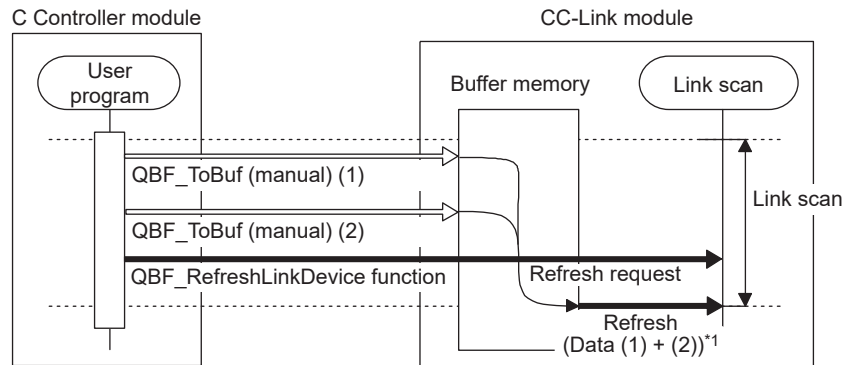 C Controller module
CC-Link module
User
program
Buffer memory
Link scan
QBF_ToBuf (manual) (1)
Link scan
QBF_ToBuf (manual) (2)
QBF_RefreshLinkDevice function
Refresh request
Refresh
(Data (1) + (2))*1